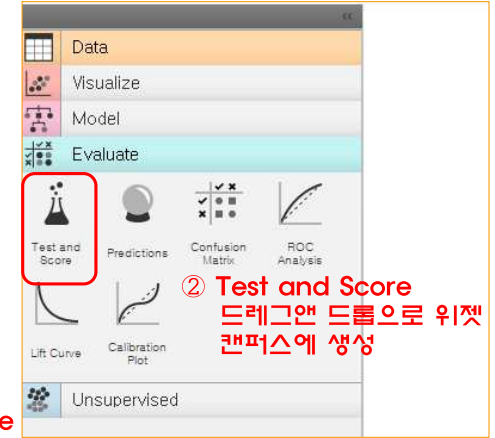 Data
Visualize
Model
Evaluate
Test and
Score
Predictions
Confusion
Matrix
ROC
Analysis
② Test and Score
드레그앤 드롭으로 위젯
캔퍼스에 생성
Lift Curve
Calibration
Plot
Unsupervised
e